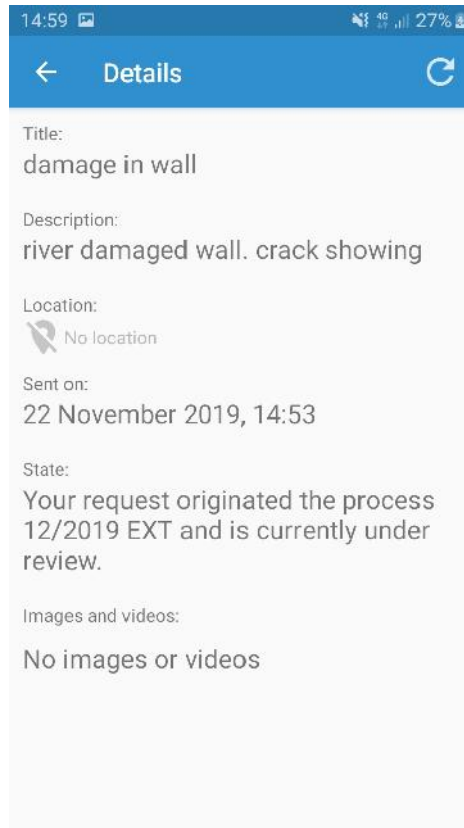 14:59 27%
Details
Title:
damage in wall
Description:
river damaged wall. crack showing
Location:
No location
Sent on:
22 November 2019, 14:53
State:
Your request originated the process
12/2019 EXT and is currently under
review.
Images and videos:
No images or videos